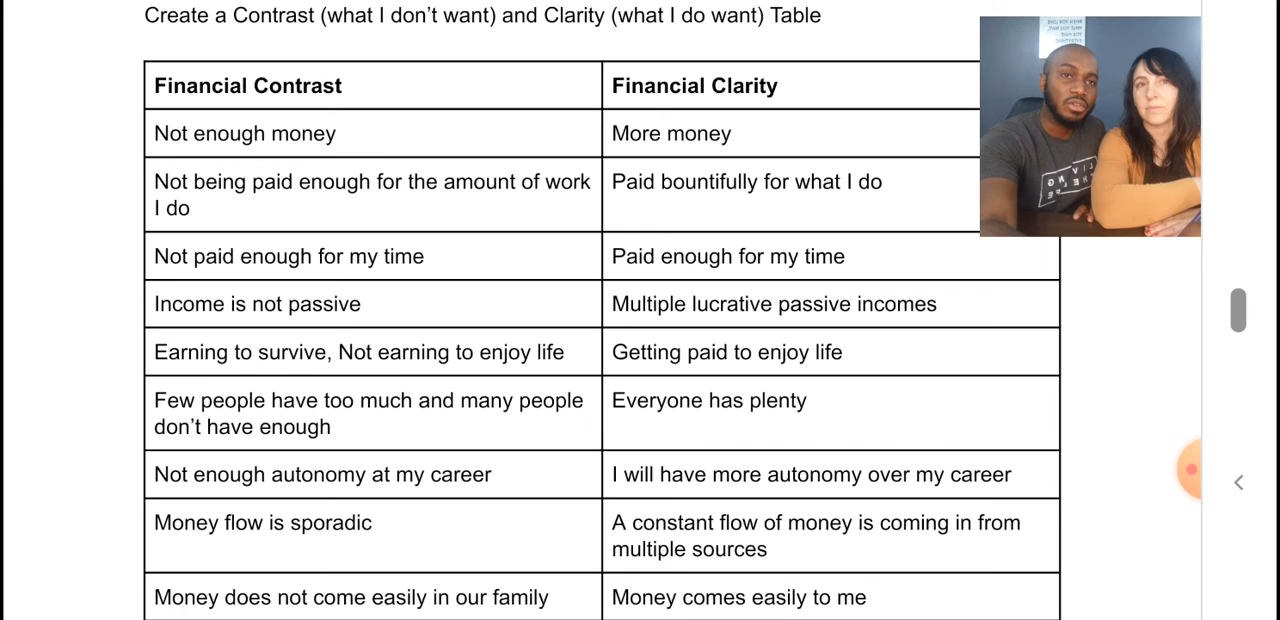 Create a Contrast (what I don’t want) and Clarity (what I do want) Table
Financial Contrast
Financial Clarity
Not enough money
More money
Not being paid enough for the amount of work
I do
Paid bountifully for what I do
Not paid enough for my time
Paid enough for my time
Income is not passive
Multiple lucrative passive incomes
Earning to survive, Not earning to enjoy life
Getting paid to enjoy life
Few people have too much and many people
don’t have enough
Everyone has plenty
Not enough autonomy at my career
I will have more autonomy over my career
Money flow is sporadic
A constant flow of money is coming in from
multiple sources
Money does not come easily in our family
Money comes easily to me